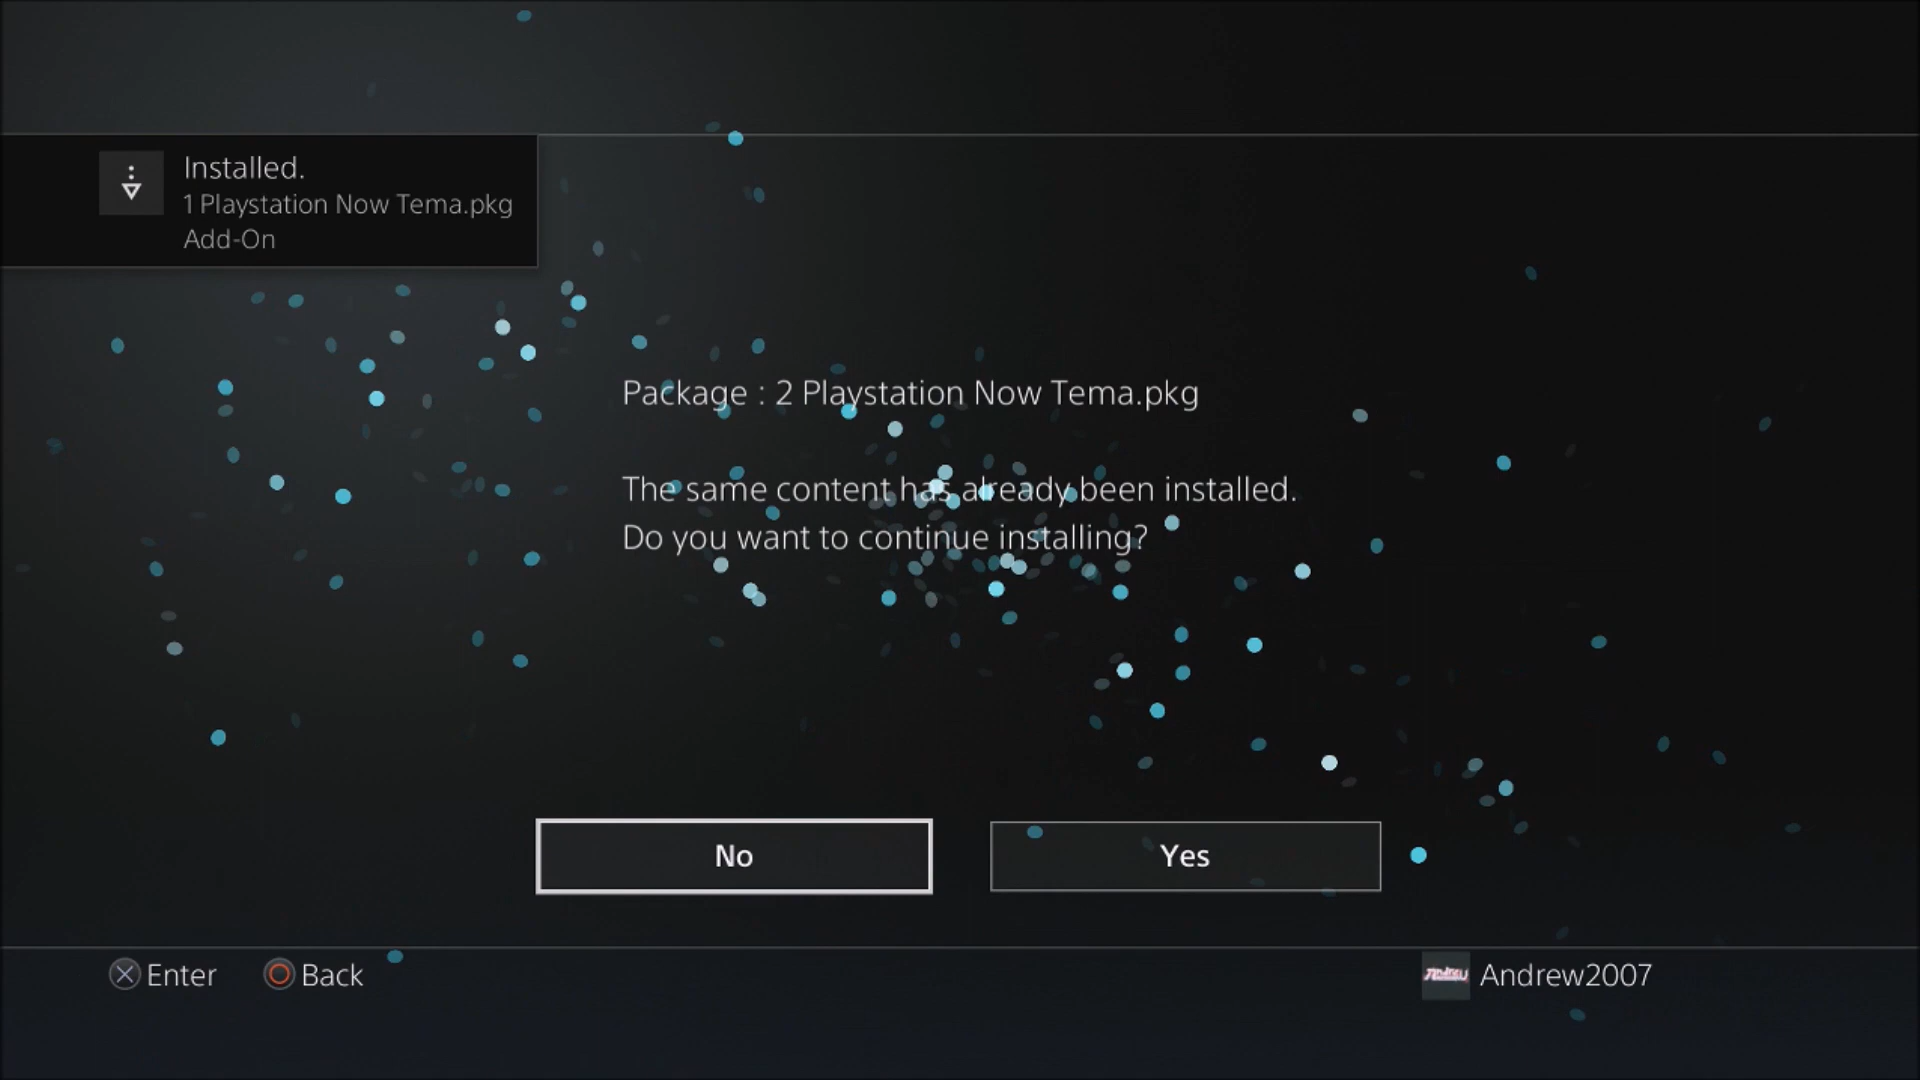 Installed.
1 Playstation Now Tema.pkg
Add-On
Package : 2 Playstation Now Tema.pkg
The same content has already been installed.
Do you want to continue installing?
No
Yes
Enter
Back
Andrew2007